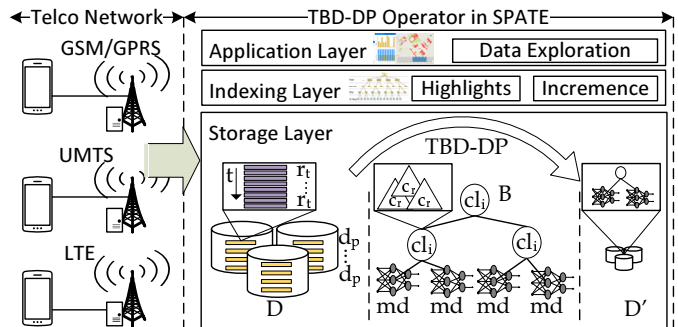 Telco Network
TBD-DP Operator in SPATE
GSM/GPRS
UMTS
LTE
Application Layer
Data Exploration
Indexing Layer
Highlights
Incremence
Storage Layer
TBD-DP
t
r_t
r_t
d_p
d_p
D
c_r
c_r c_r
B
cl_i
cl_i cl_i
md md md md
D'